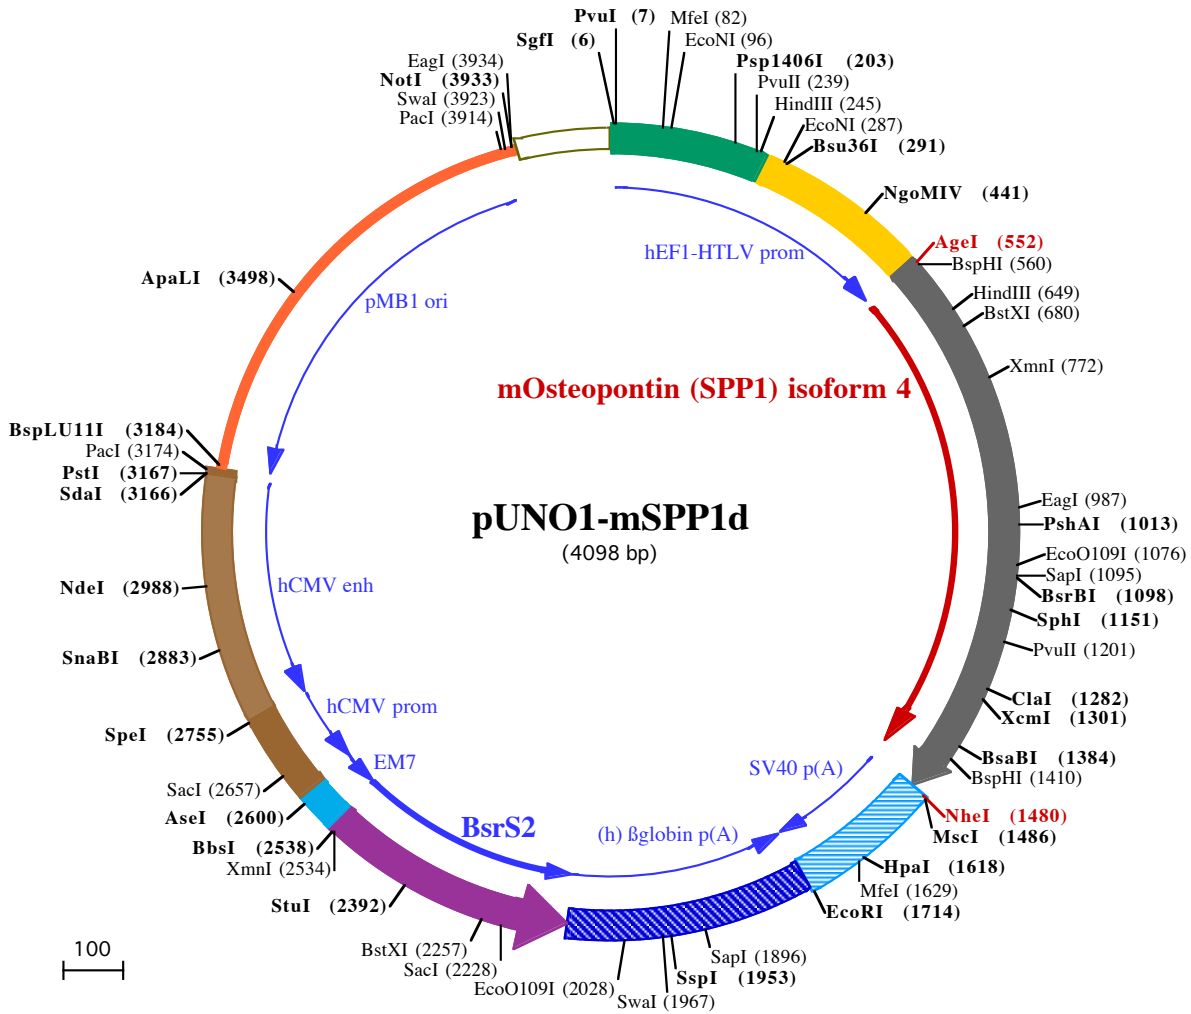 PvuI (7)
MfeI (82)
SgfI (6)
EcoNI (96)
EagI (3934)
Psp1406I (203)
NotI (3933)
PvuII (239)
SwaI (3923)
HindIII (245)
PacI (3914)
EcoNI (287)
Bsu36I (291)
NgoMIV (441)
AgeI (552)
hEF1-HTLV prom
BspHI (560)
ApaLI (3498)
HindIII (649)
pMB1 ori
BstXI (680)
XmnI (772)
mOsteopontin (SPP1) isoform 4
BspLU11I (3184)
PacI (3174)
PstI (3167)
SdaI (3166)
EagI (987)
pUNO1-mSPP1d
PshAI (1013)
(4098 bp)
EcoO109I (1076)
SapI (1095)
NdeI (2988)
hCMV enh
BsrBI (1098)
SphI (1151)
SnaBI (2883)
PvuII (1201)
ClaI (1282)
hCMV prom
XcmI (1301)
SpeI (2755)
BsaBI (1384)
EM7
SV40 p(A)
BspHI (1410)
SacI (2657)
AseI (2600)
NheI (1480)
BsrS2
(h) ßglobin p(A)
MscI (1486)
BbsI (2538)
XmnI (2534)
HpaI (1618)
MfeI (1629)
StuI (2392)
EcoRI (1714)
100
BstXI (2257)
SapI (1896)
SacI (2228)
SspI (1953)
EcoO109I (2028)
SwaI (1967)